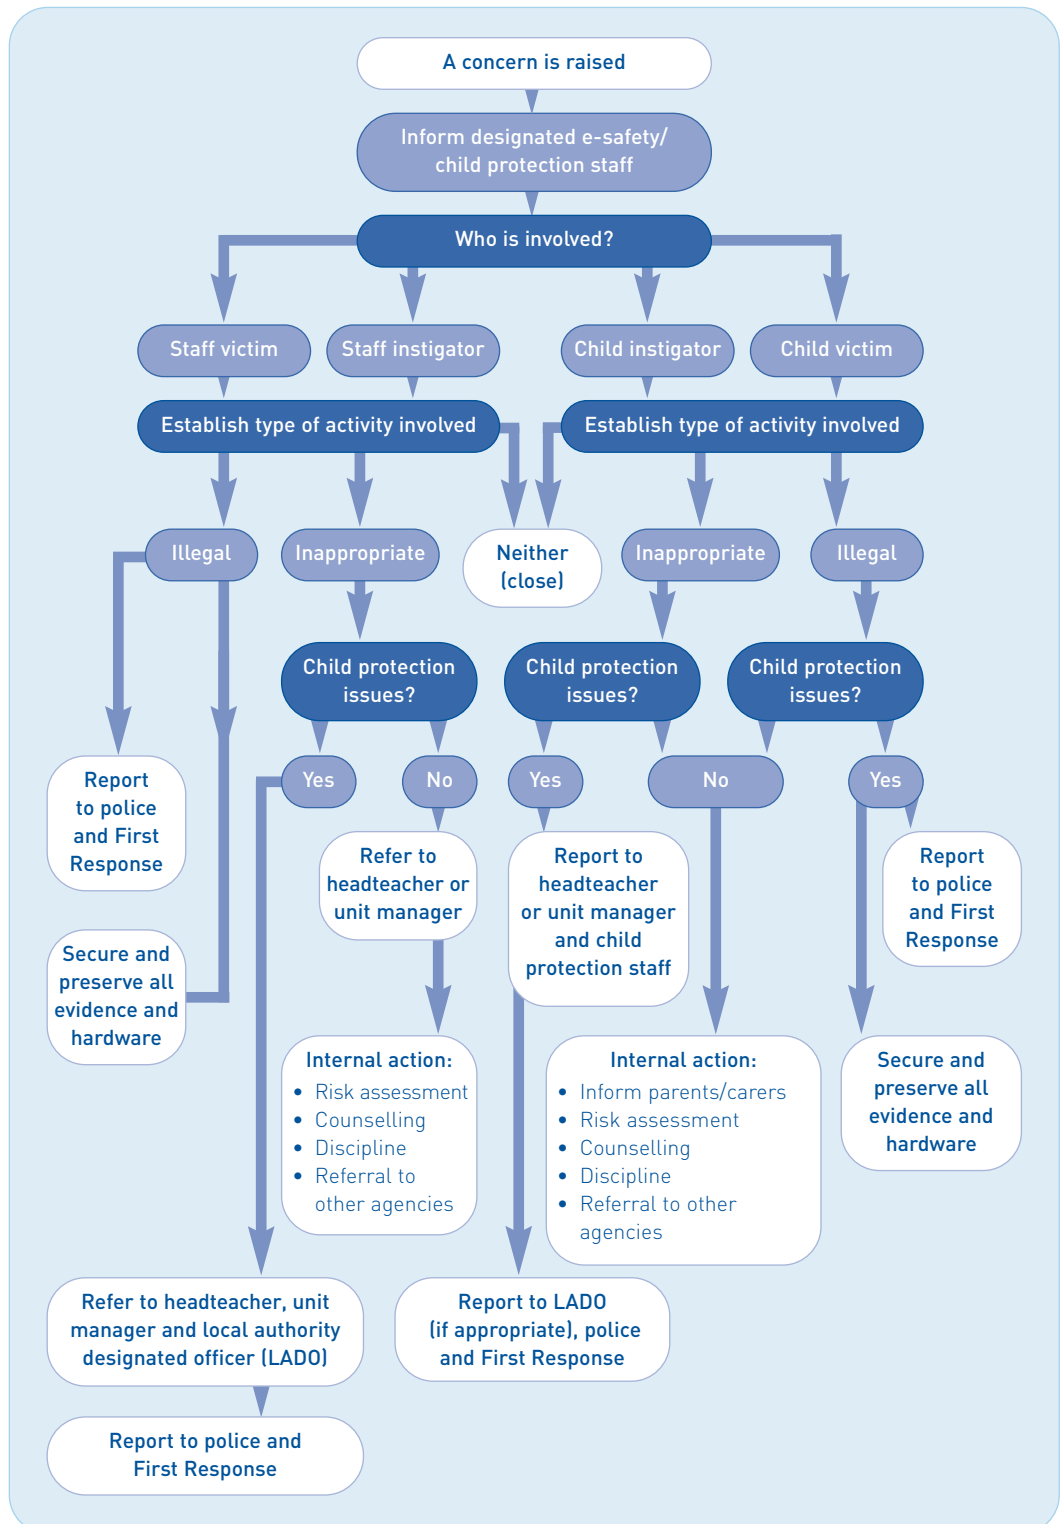 A concern is raised
Inform designated e-safety/
child protection staff
Who is involved?
Staff victim
Staff instigator
Child instigator
Child victim
Establish type of activity involved
Establish type of activity involved
Illegal
Inappropriate
Neither
(close)
Inappropriate
Illegal
Child protection
issues?
Child protection
issues?
Child protection
issues?
Yes
No
Yes
No
Yes
Report
to police
and First
Response
Refer to
headteacher or
unit manager
Report to
headteacher
or unit manager
and child
protection staff
Report
to police
and First
Response
Secure and
preserve all
evidence and
hardware
Internal action:
• Risk assessment
• Counselling
• Discipline
• Referral to
other agencies
Internal action:
• Inform parents/carers
• Risk assessment
• Counselling
• Discipline
• Referral to other
agencies
Secure and
preserve all
evidence and
hardware
Refer to headteacher, unit
manager and local authority
designated officer (LADO)
Report to LADO
(if appropriate), police
and First Response
Report to police and
First Response